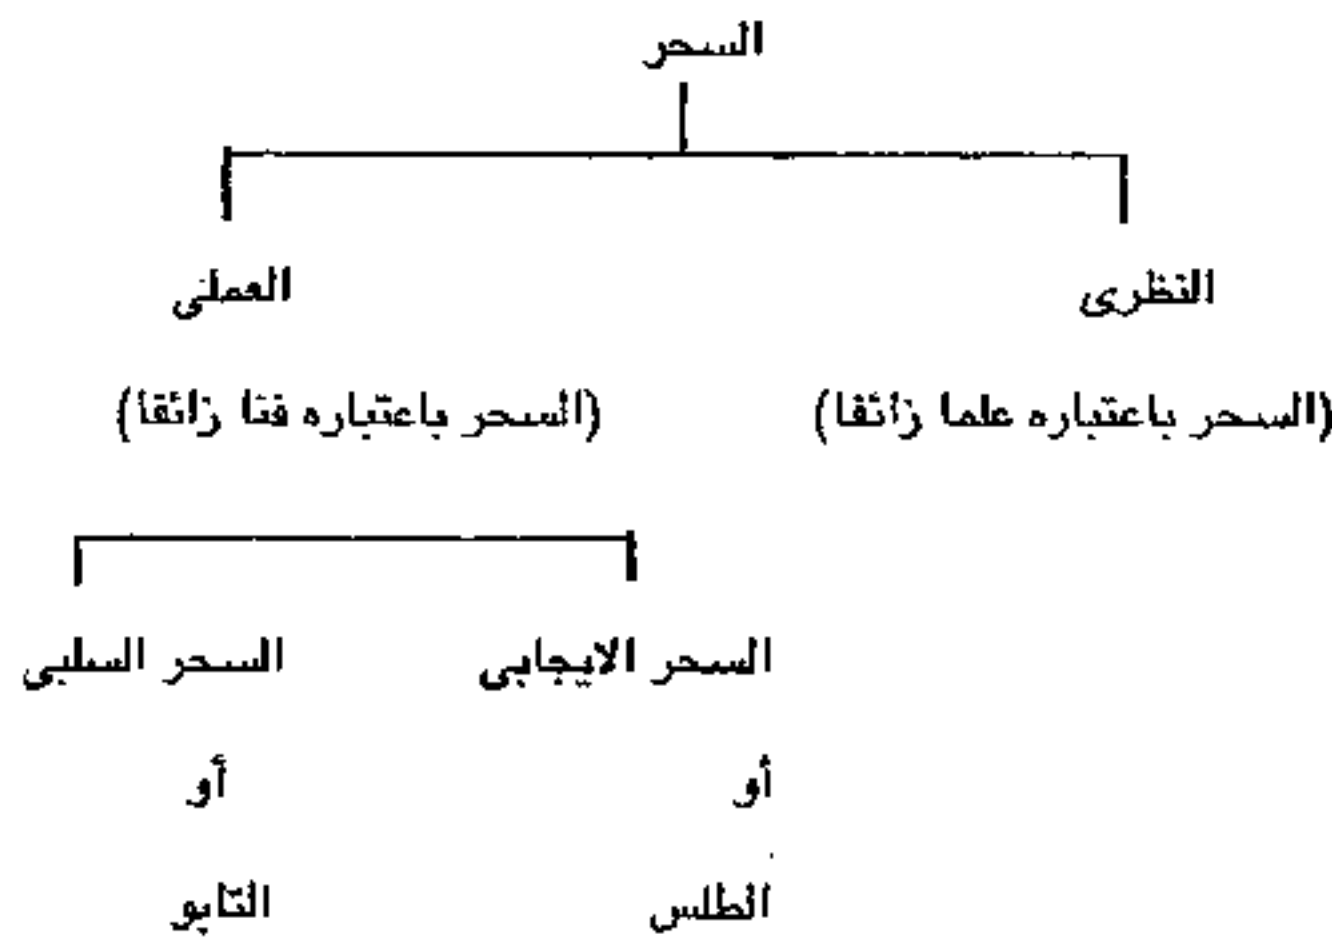 السحر
النظرى العملى
(السحر باعتباره علما زائفا) (السحر باعتباره فنا زائفا)
السحر الايجابى السحر السلبى
أو أو
الطلس التابو